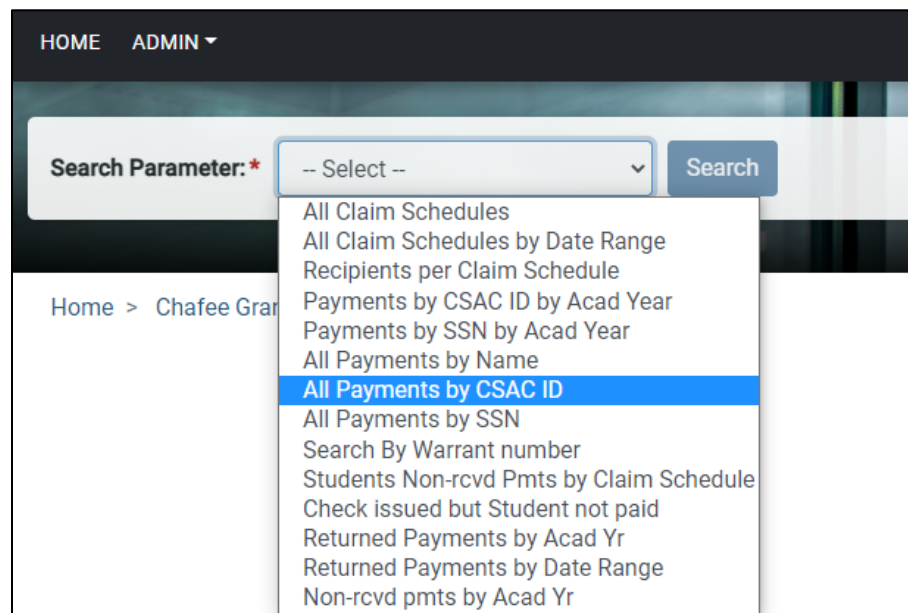 HOME ADMIN
Search Parameter:* -- Select -- Search
All Claim Schedules
All Claim Schedules by Date Range
Recipients per Claim Schedule
Home > Chafee Gran
Payments by CSAC ID by Acad Year
Payments by SSN by Acad Year
All Payments by Name
All Payments by CSAC ID
All Payments by SSN
Search By Warrant number
Students Non-rcvd Pmts by Claim Schedule
Check issued but Student not paid
Returned Payments by Acad Yr
Returned Payments by Date Range
Non-rcvd pmts by Acad Yr